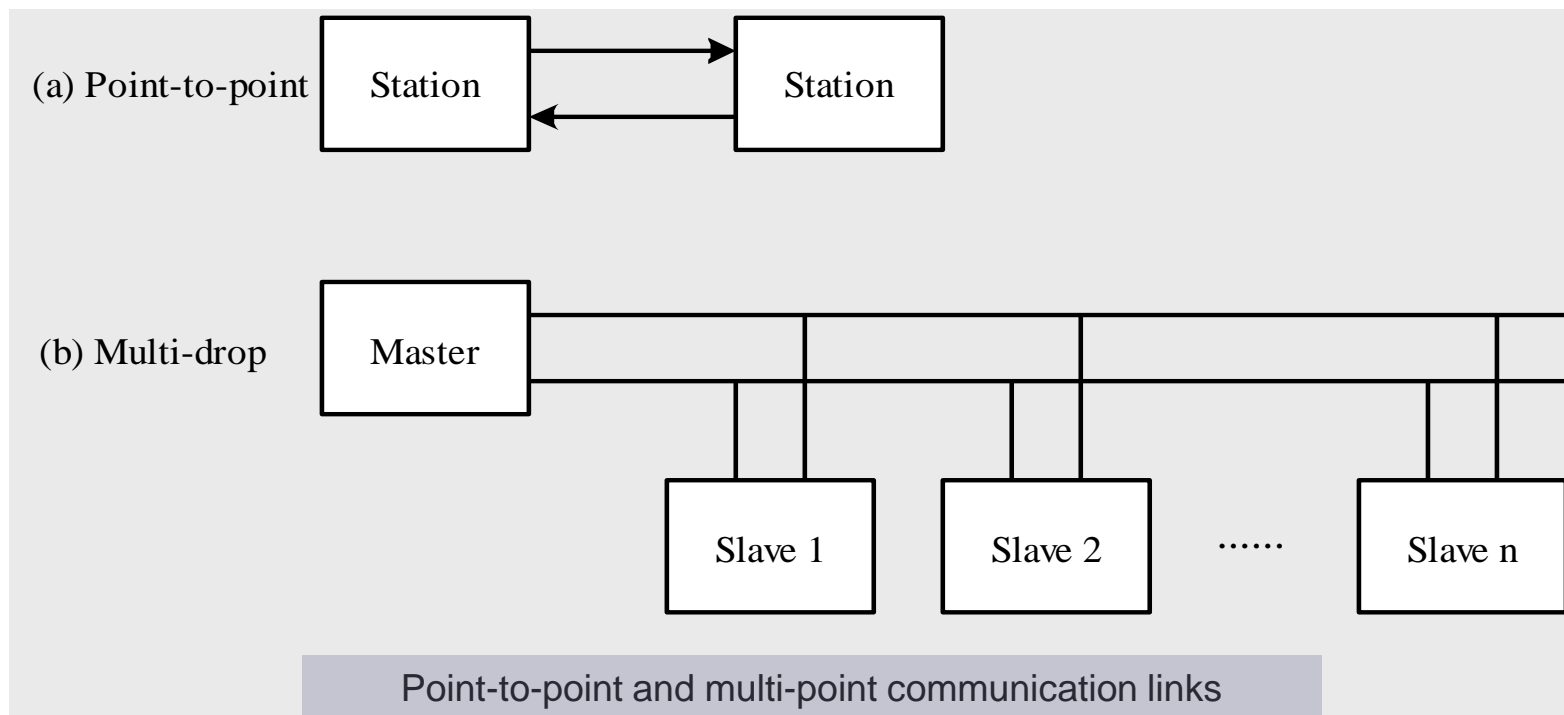 (a) Point-to-point
Station
Station
(b) Multi-drop
Master
Slave 1
Slave 2
......
Slave n
Point-to-point and multi-point communication links